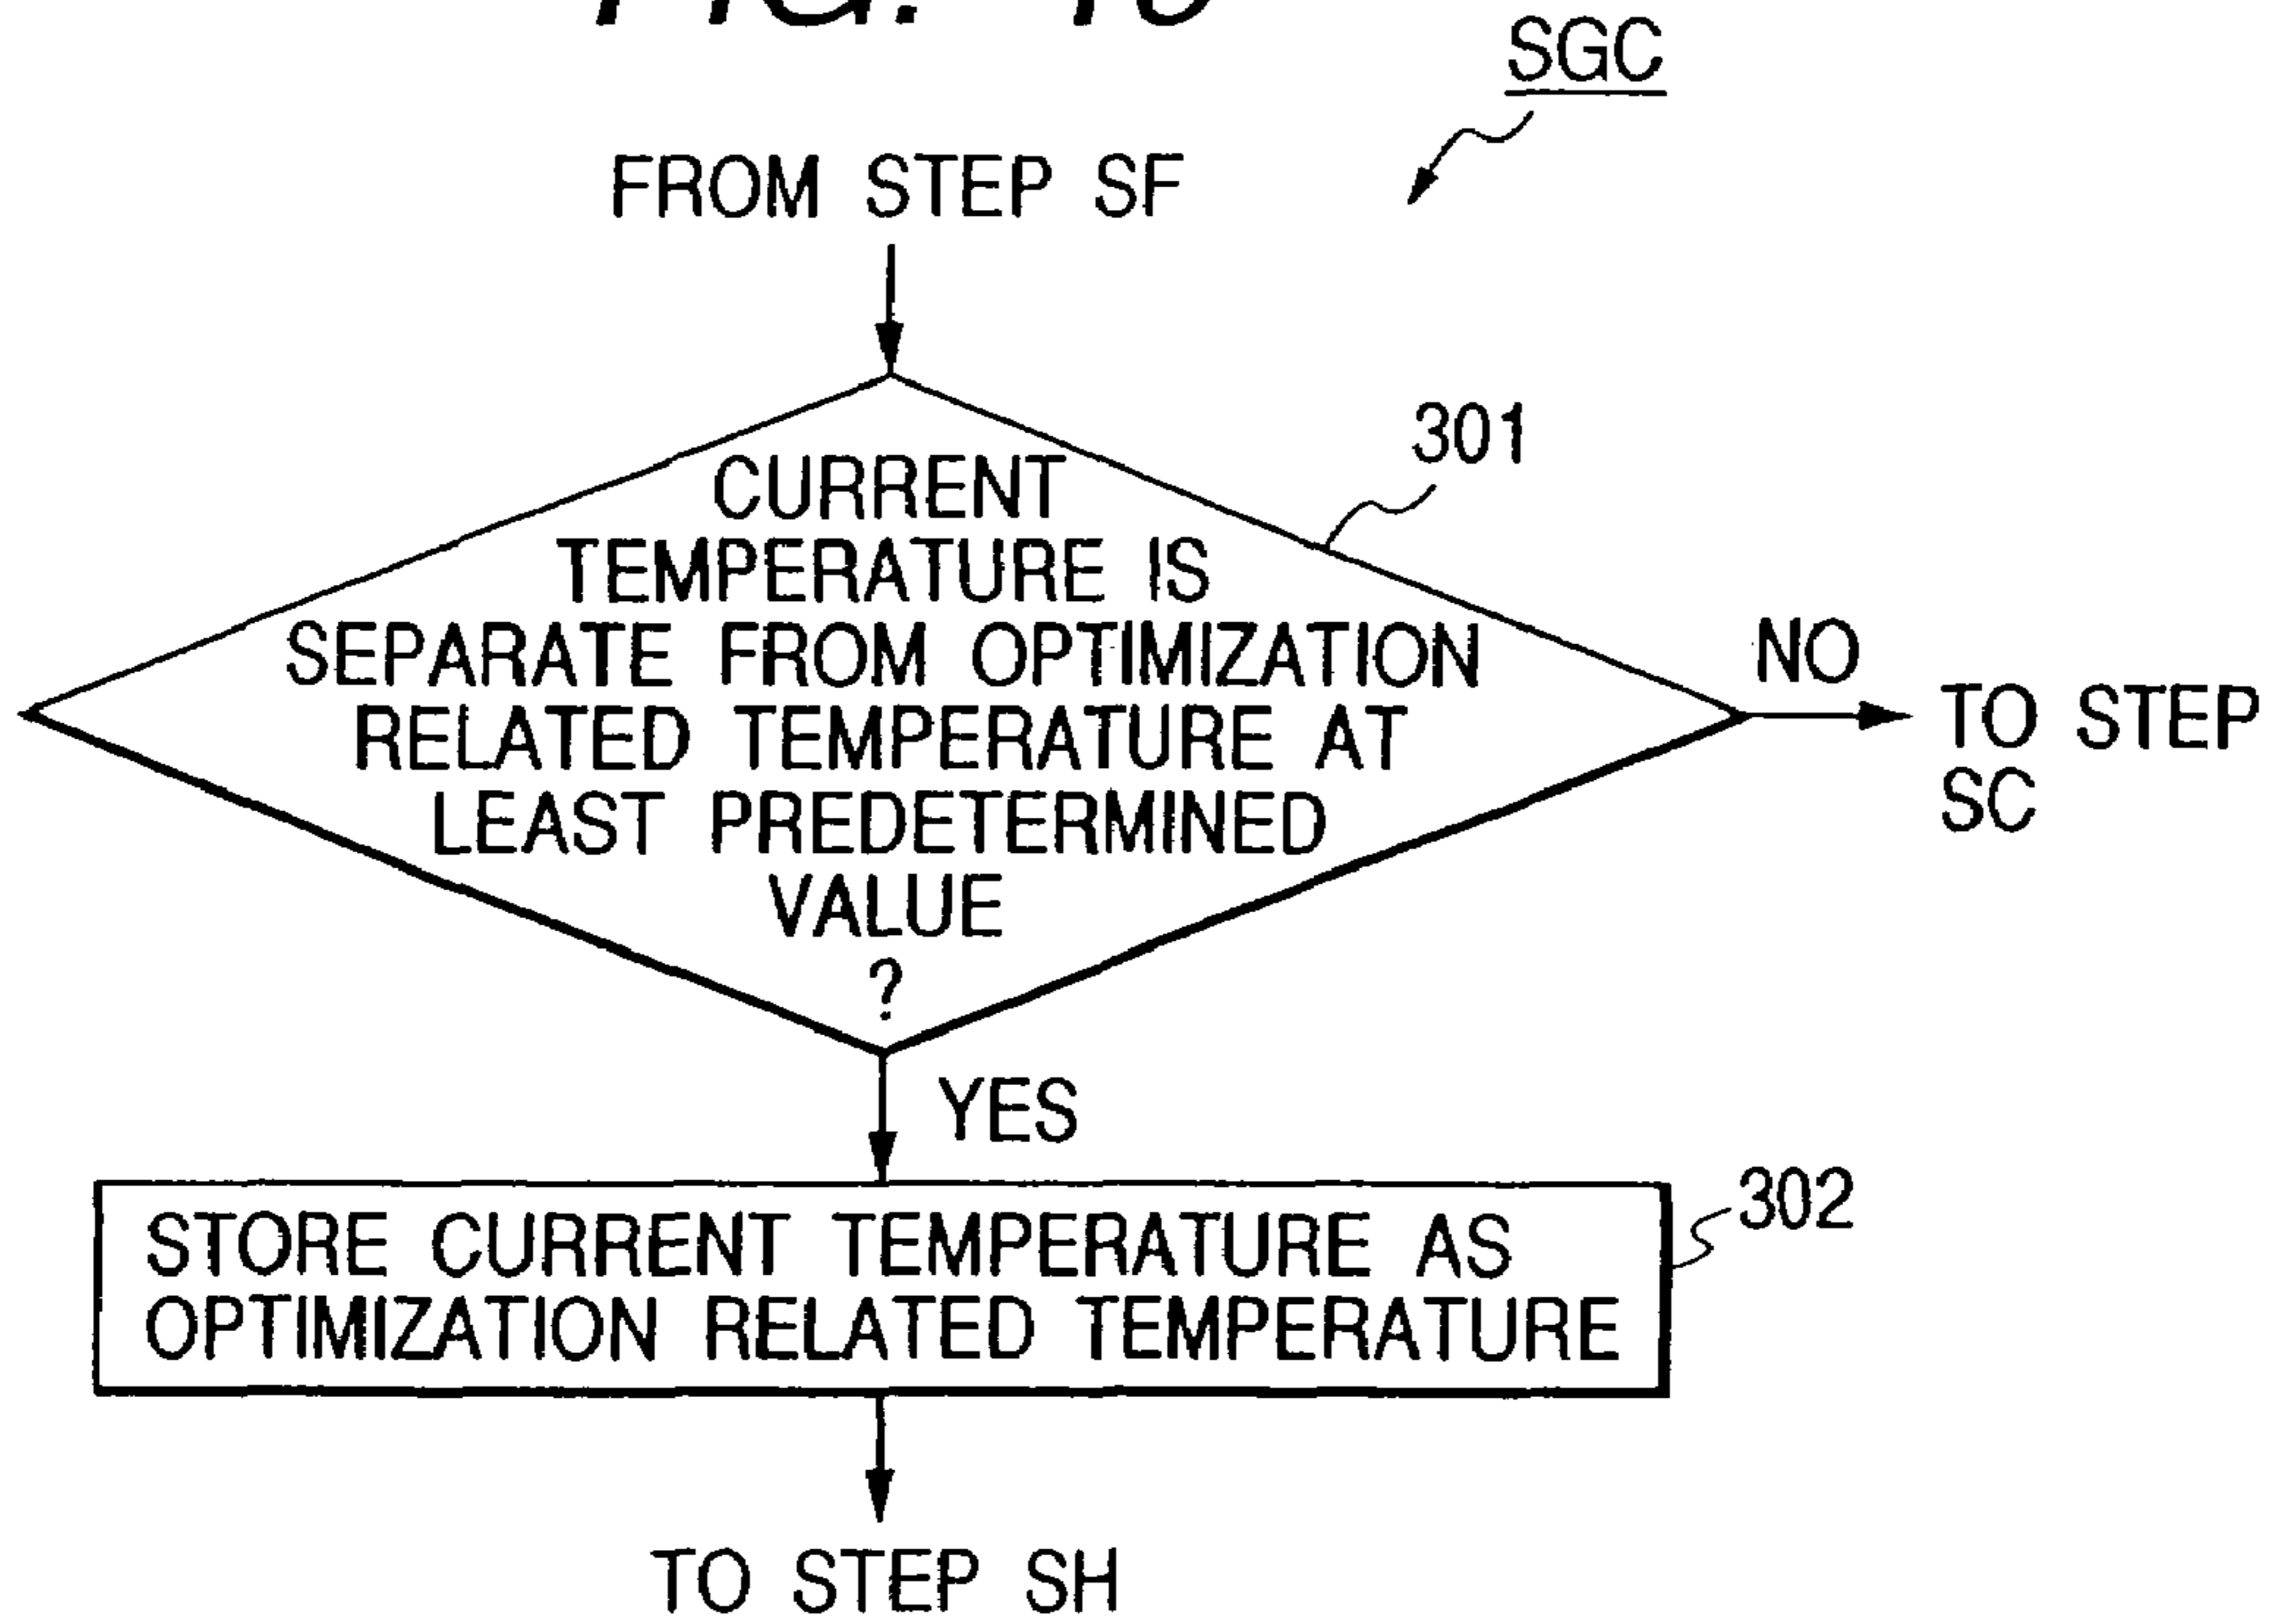 SGC
FROM STEP SF
301
CURRENT
TEMPERATURE IS
SEPARATE FROM OPTIMIZATION
RELATED TEMPERATURE AT
LEAST PREDETERMINED
VALUE
?
NO
TO STEP
SC
YES
302
STORE CURRENT TEMPERATURE AS
OPTIMIZATION RELATED TEMPERATURE
TO STEP SH